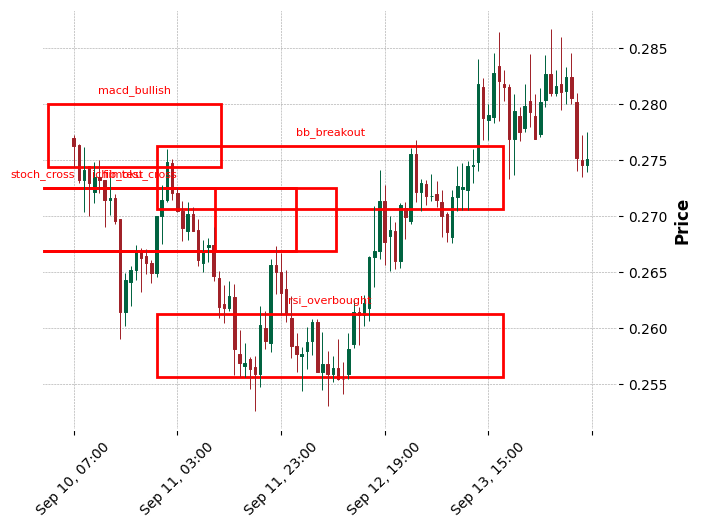 macd_bullish
bb_breakout
stoch_cross
fib_test
rsi_overbought
0.285
0.280
0.275
0.270
0.265
0.260
0.255
Price
Sep 10, 07:00
Sep 11, 03:00
Sep 11, 23:00
Sep 12, 19:00
Sep 13, 15:00